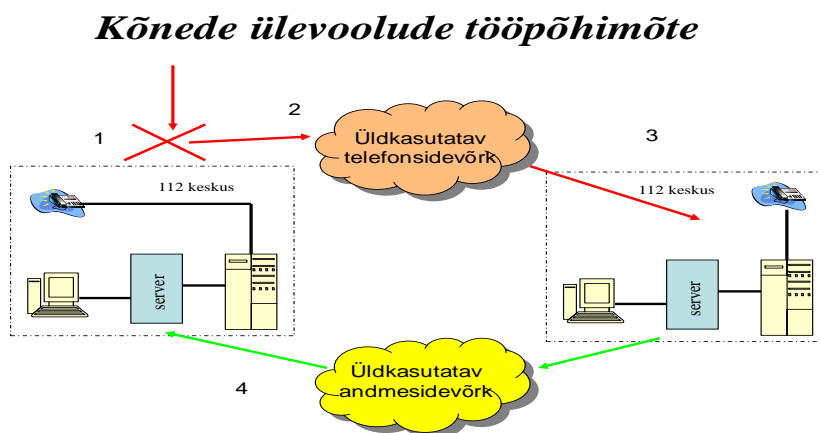 Kõnede ülevoolude tööpõhimõte
1
2
3
Üldkasutatav
telefonsidevõrk
112 keskus
112 keskus
server
server
Üldkasutatav
andmesidevõrk
4